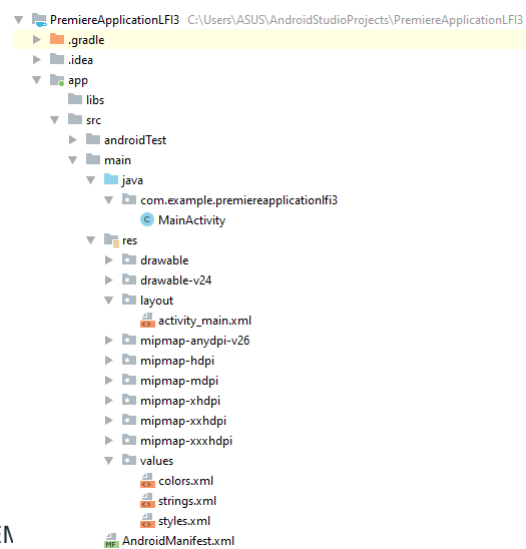 PremiereApplicationLFI3 C:\Users\ASUS\AndroidStudioProjects\PremiereApplicationLFI3
.gradle
.idea
app
libs
src
androidTest
main
java
com.example.premiereapplicationlfi3
C MainActivity
res
drawable
drawable-v24
layout
activity_main.xml
mipmap-anydpi-v26
mipmap-hdpi
mipmap-mdpi
mipmap-xhdpi
mipmap-xxhdpi
mipmap-xxxhdpi
values
colors.xml
strings.xml
styles.xml
MF AndroidManifest.xml